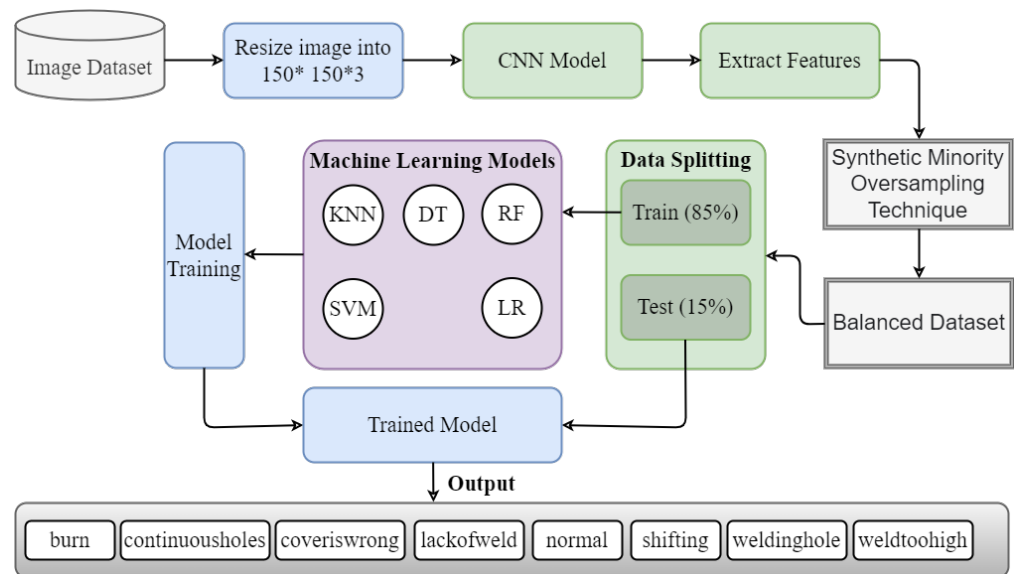 Image Dataset
Resize image into
150* 150*3
CNN Model
Extract Features
Synthetic Minority
Oversampling
Technique
Balanced Dataset
Data Splitting
Train (85%)
Test (15%)
Machine Learning Models
KNN
DT
RF
SVM
LR
Model
Training
Trained Model
Output
burn
continuousholes
coveriswrong
lackofweld
normal
shifting
weldinghole
weldtoohigh